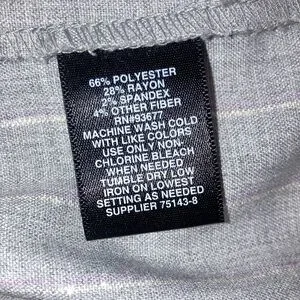 66% POLYESTER
28% RAYON
2% SPANDEX
4% OTHER FIBER
RN#93677
MACHINE WASH COLD
WITH LIKE COLORS
USE ONLY NON-
CHLORINE BLEACH
WHEN NEEDED
TUMBLE DRY LOW
IRON ON LOWEST
SETTING AS NEEDED
SUPPLIER 75143-8